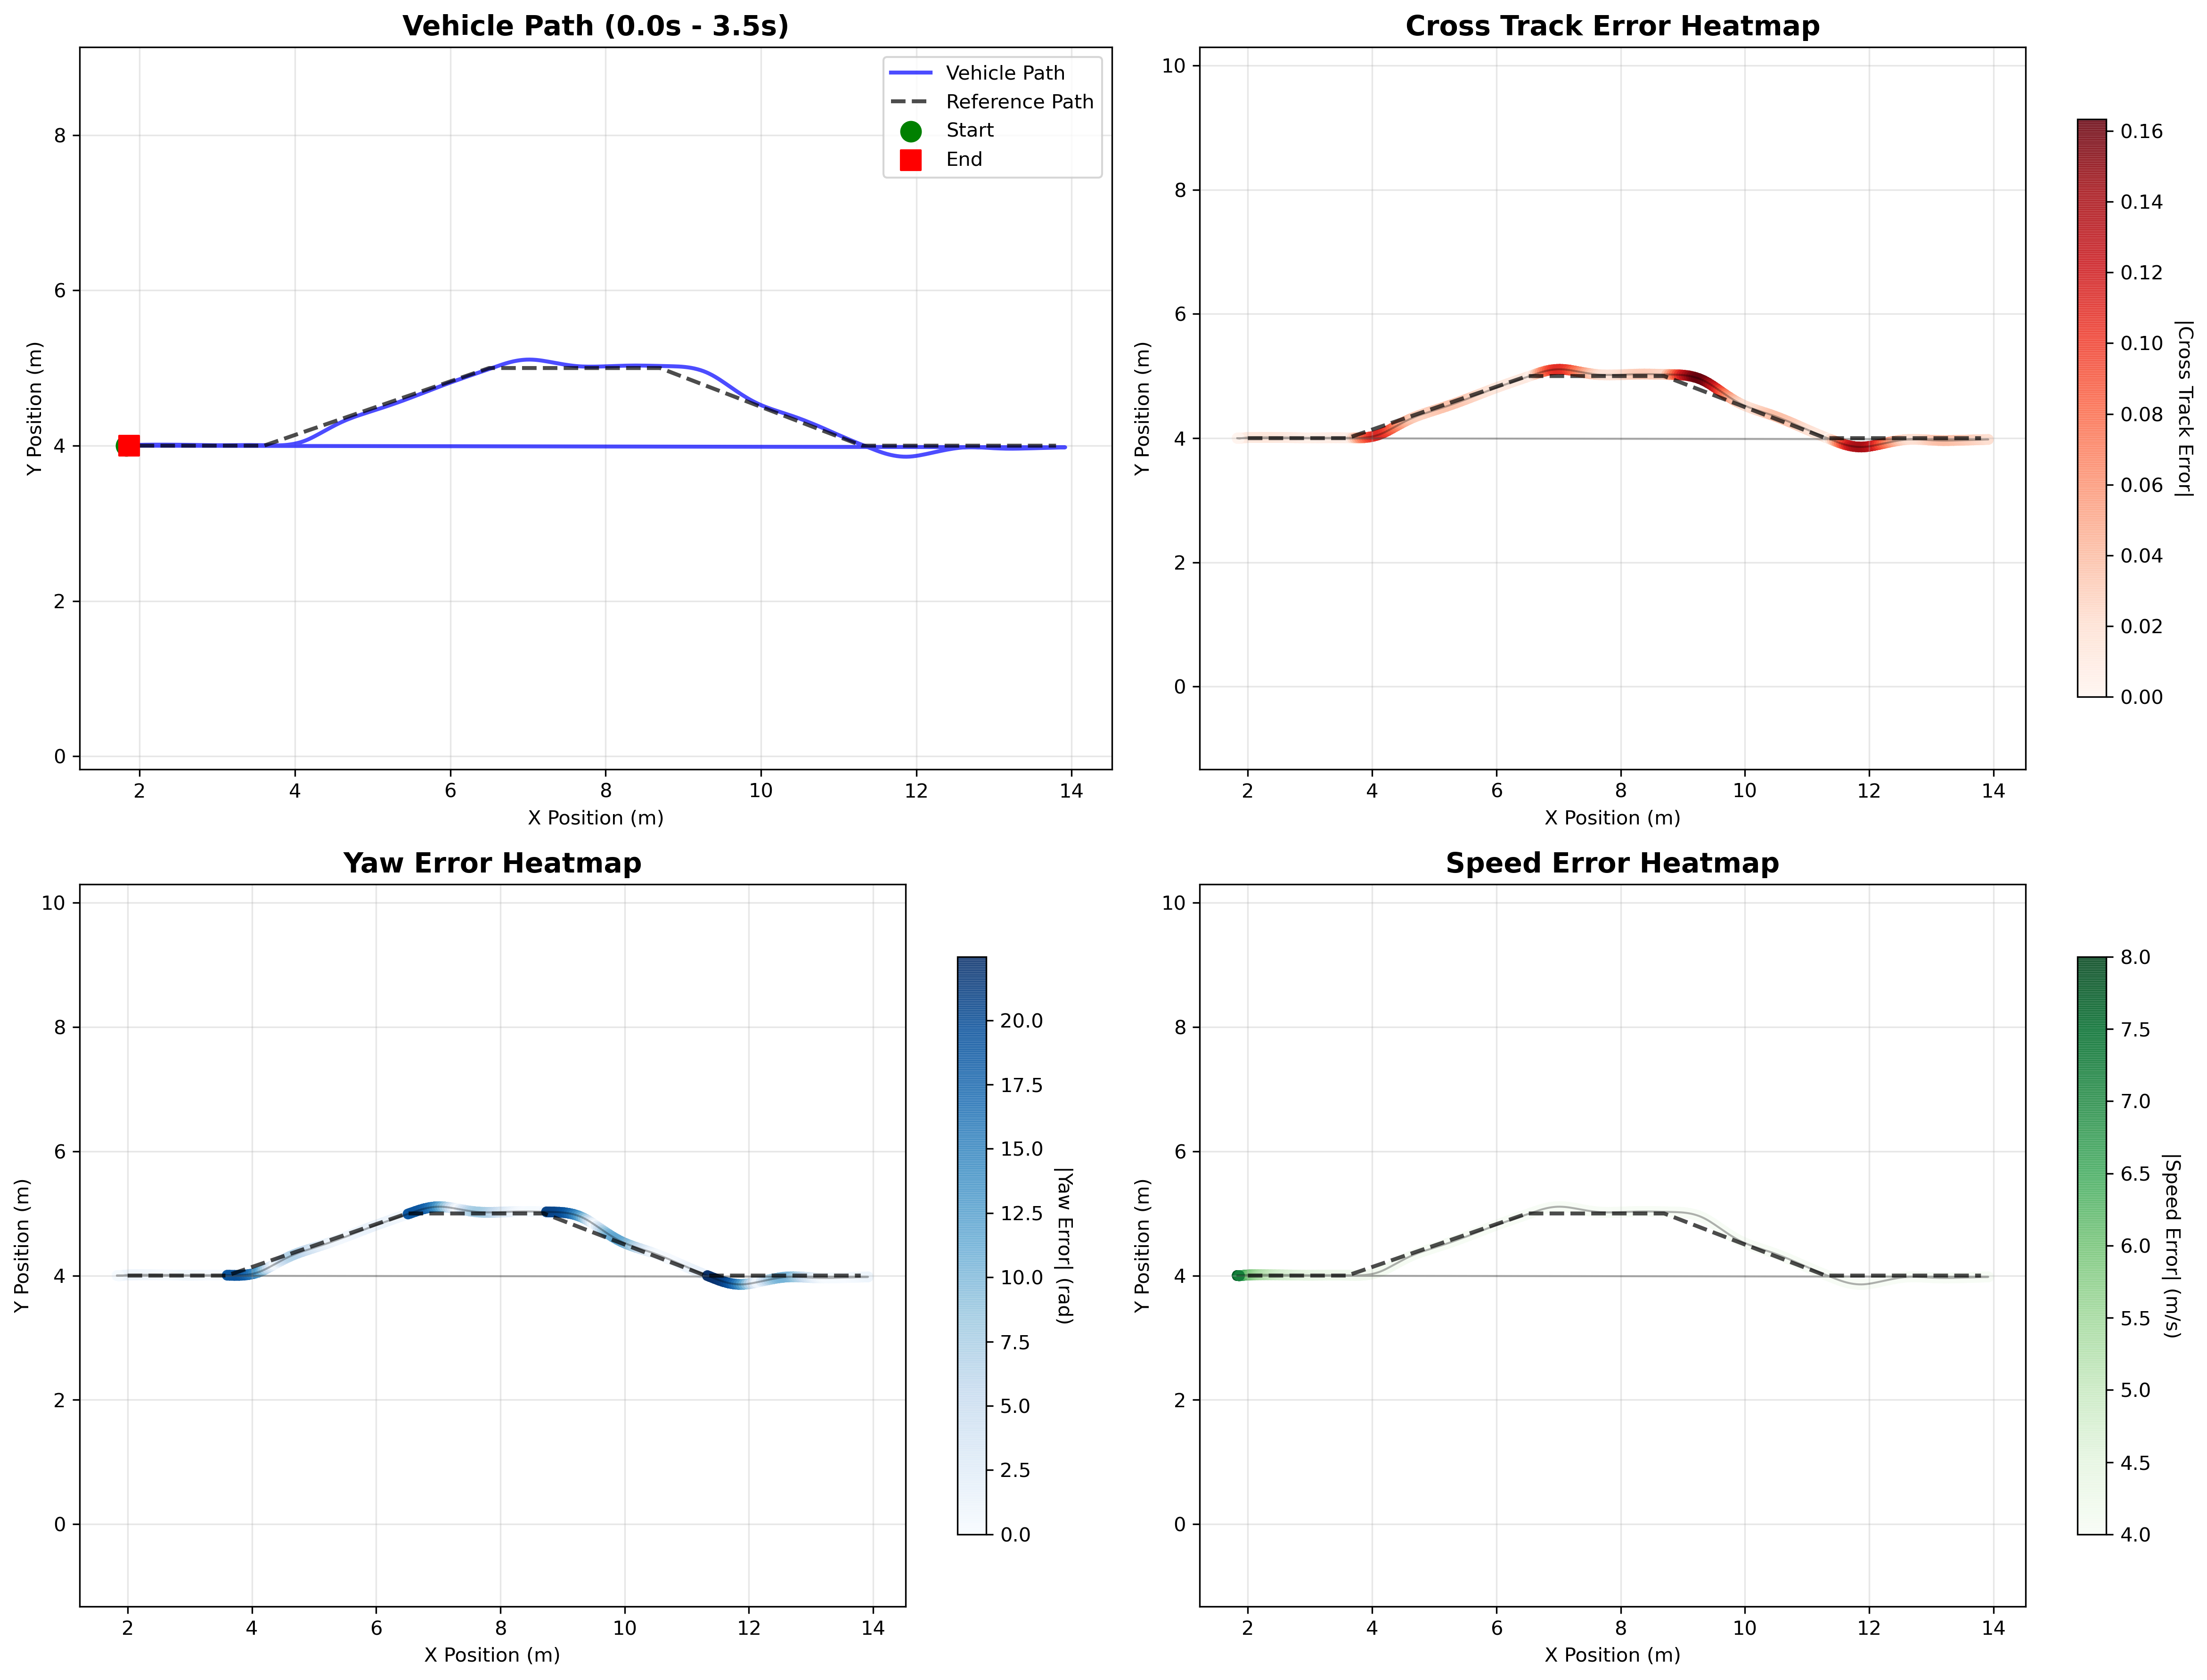 Vehicle Path (0.0s - 3.5s)
Vehicle Path
Reference Path
Start
End
Y Position (m)
8
6
4
2
0
2 4 6 8 10 12 14
X Position (m)
Cross Track Error Heatmap
Y Position (m)
10
8
6
4
2
0
2 4 6 8 10 12 14
X Position (m)
0.16
0.14
0.12
0.10
0.08
0.06
0.04
0.02
0.00
|Cross Track Error|
Yaw Error Heatmap
Y Position (m)
10
8
6
4
2
0
2 4 6 8 10 12 14
X Position (m)
20.0
17.5
15.0
12.5
10.0
7.5
5.0
2.5
0.0
|Yaw Error| (rad)
Speed Error Heatmap
Y Position (m)
10
8
6
4
2
0
2 4 6 8 10 12 14
X Position (m)
8.0
7.5
7.0
6.5
6.0
5.5
5.0
4.5
4.0
|Speed Error| (m/s)